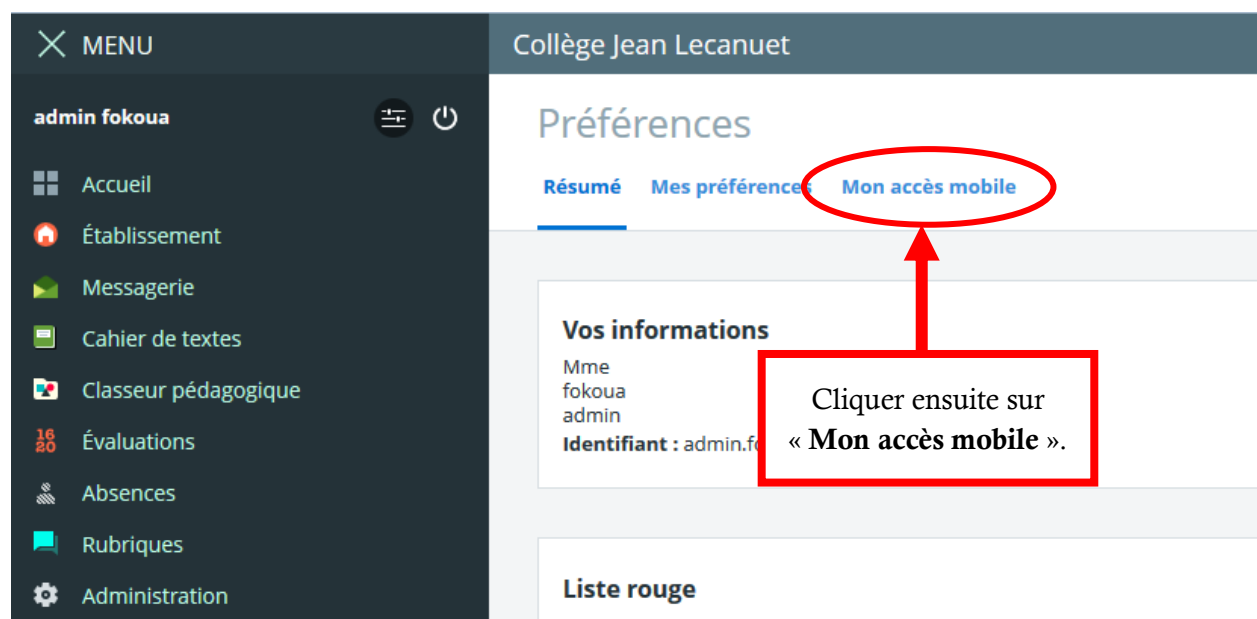 MENU
admin fokoua
Accueil
Établissement
Messagerie
Cahier de textes
Classeur pédagogique
16
20
Évaluations
Absences
Rubriques
Administration
Collège Jean Lecanuet
Préférences
Résumé Mes préférences Mon accès mobile
Vos informations
Mme
fokoua
admin
Identifiant : admin.fo
Cliquer ensuite sur
« Mon accès mobile ».
Liste rouge